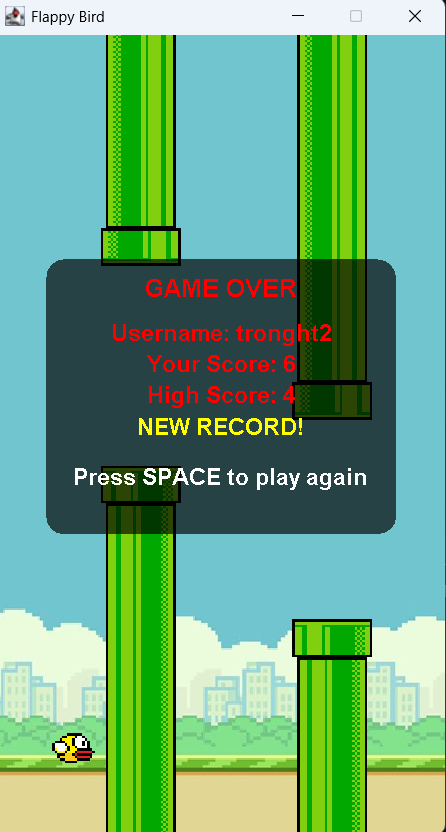 Flappy Bird
GAME OVER
Username: tronght2
Your Score: 6
High Score: 4
NEW RECORD!
Press SPACE to play again